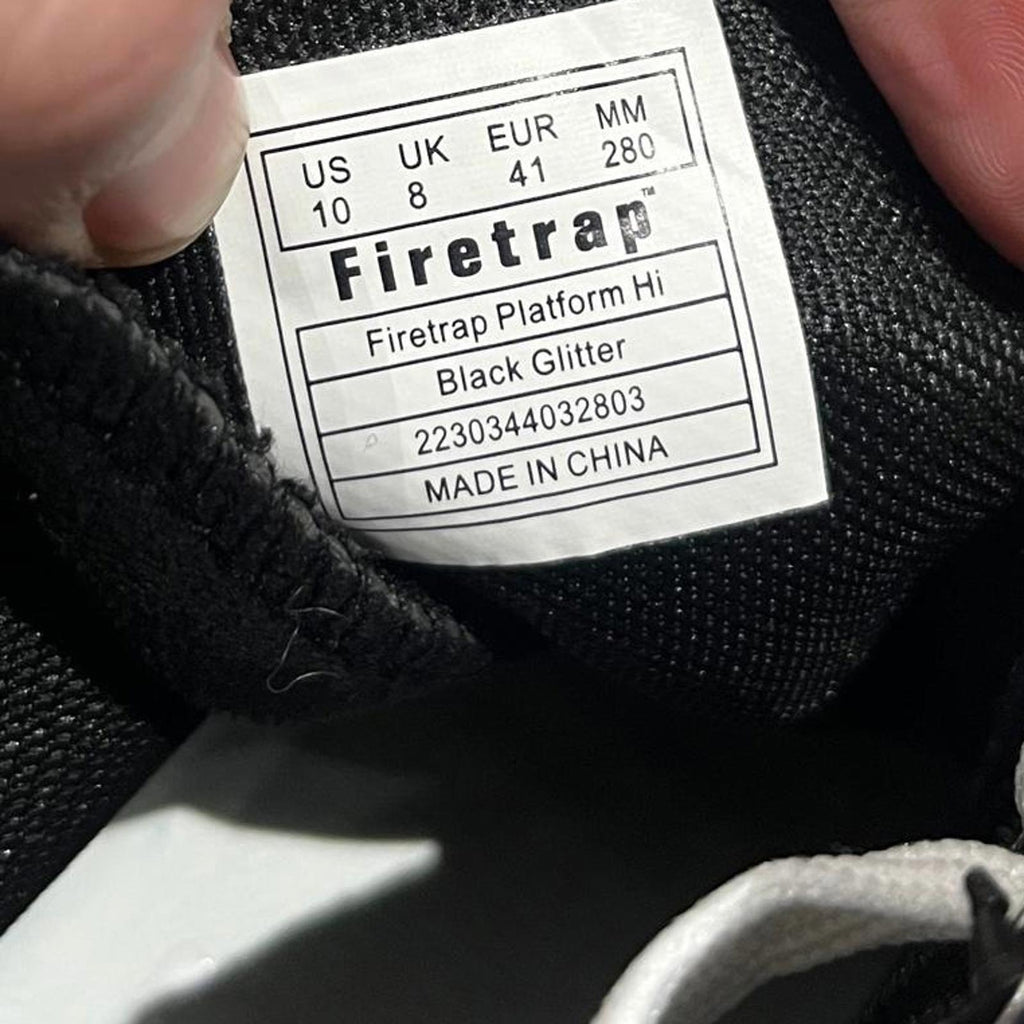 US UK EUR MM
10 8 41 280
Firetrap™
Firetrap Platform Hi
Black Glitter
2230344032803
MADE IN CHINA